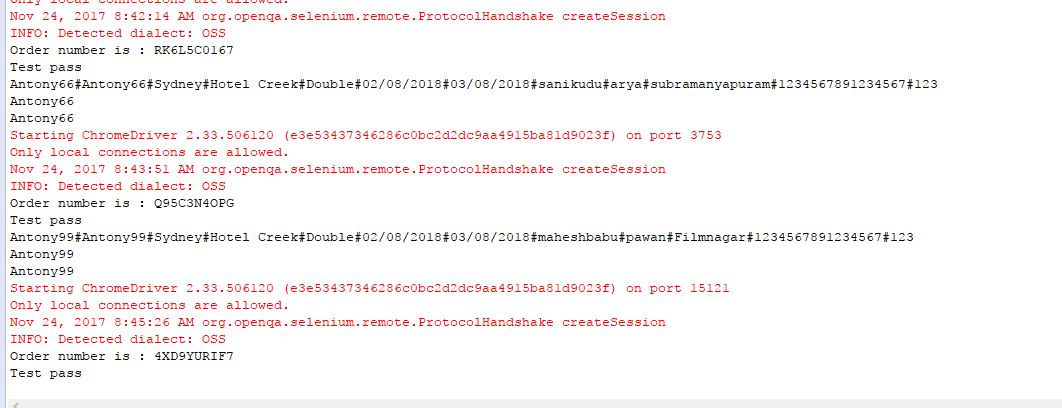 Only local connections are allowed.
Nov 24, 2017 8:42:14 AM org.openqa.selenium.remote.ProtocolHandshake createSession
INFO: Detected dialect: OSS
Order number is : RK6L5C0167
Test pass
Antony66#Antony66#Sydney#Hotel Creek#Double#02/08/2018#03/08/2018#sanikudu#arya#subramanyapuram#1234567891234567#123
Antony66
Antony66
Starting ChromeDriver 2.33.506120 (e3e53437346286c0bc2d2dc9aa4915ba81d9023f) on port 3753
Only local connections are allowed.
Nov 24, 2017 8:43:51 AM org.openqa.selenium.remote.ProtocolHandshake createSession
INFO: Detected dialect: OSS
Order number is : Q95C3N4OPG
Test pass
Antony99#Antony99#Sydney#Hotel Creek#Double#02/08/2018#03/08/2018#maheshbabu#pawan#Filmnagar#1234567891234567#123
Antony99
Antony99
Starting ChromeDriver 2.33.506120 (e3e53437346286c0bc2d2dc9aa4915ba81d9023f) on port 15121
Only local connections are allowed.
Nov 24, 2017 8:45:26 AM org.openqa.selenium.remote.ProtocolHandshake createSession
INFO: Detected dialect: OSS
Order number is : 4XD9YURIF7
Test pass